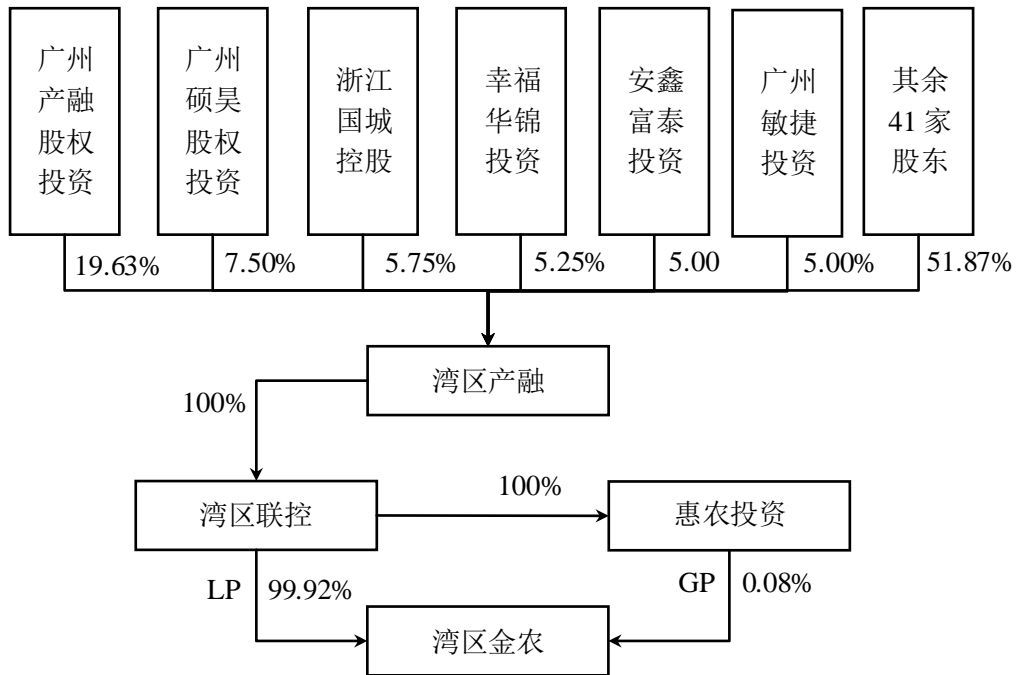 广州
产融
股权
投资
广州
硕昊
股权
投资
浙江
国城
控股
幸福
华锦
投资
安鑫
富泰
投资
广州
敏捷
投资
其余
41 家
股东
19.63%
7.50%
5.75%
5.25%
5.00
5.00%
51.87%
湾区产融
100%
湾区联控
100%
惠农投资
LP
99.92%
GP
0.08%
湾区金农